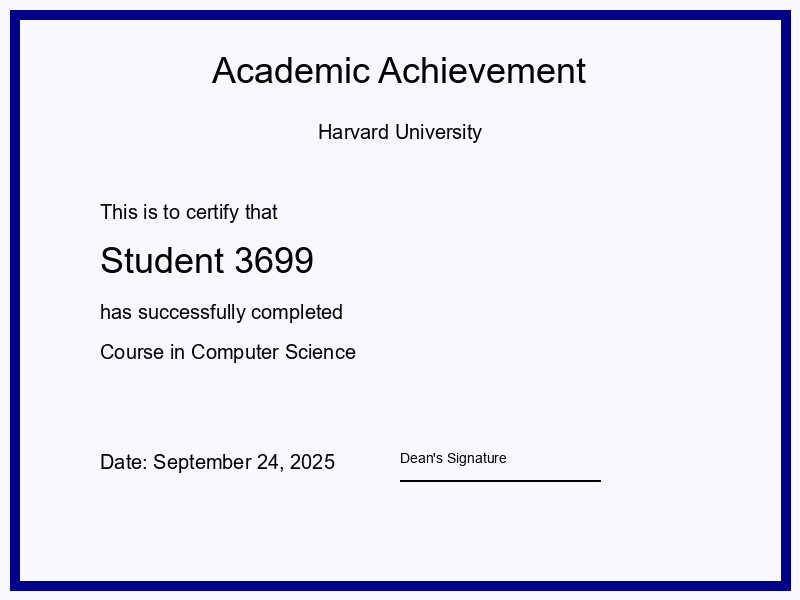 Academic Achievement
Harvard University
This is to certify that
Student 3699
has successfully completed
Course in Computer Science
Date: September 24, 2025
Dean's Signature